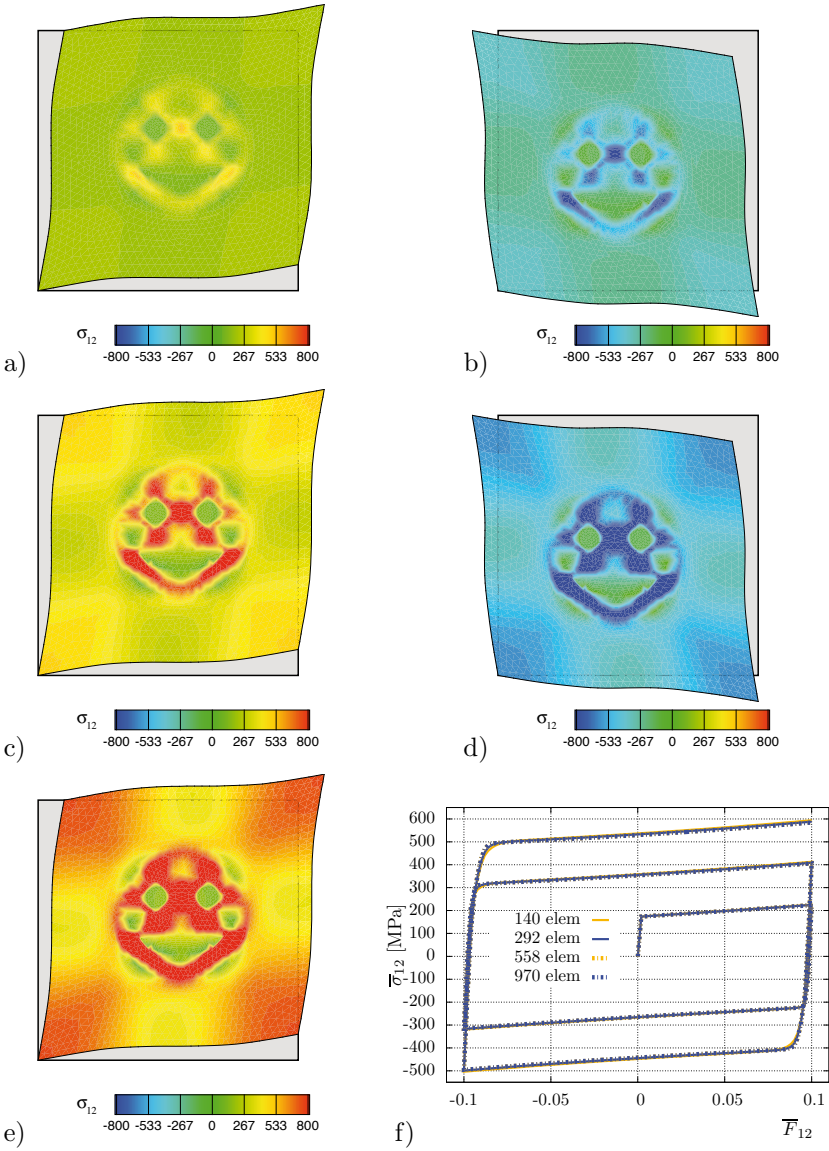 σ12
-800 -533 -267 0 267 533 800
a)
σ12
-800 -533 -267 0 267 533 800
b)
σ12
-800 -533 -267 0 267 533 800
c)
σ12
-800 -533 -267 0 267 533 800
d)
σ12
-800 -533 -267 0 267 533 800
e)
600
500
400
300
200
100
0
-100
-200
-300
-400
-500
σ̅12 [MPa]
140 elem
292 elem
558 elem
970 elem
-0.1 -0.05 0 0.05 0.1
F̅12
f)